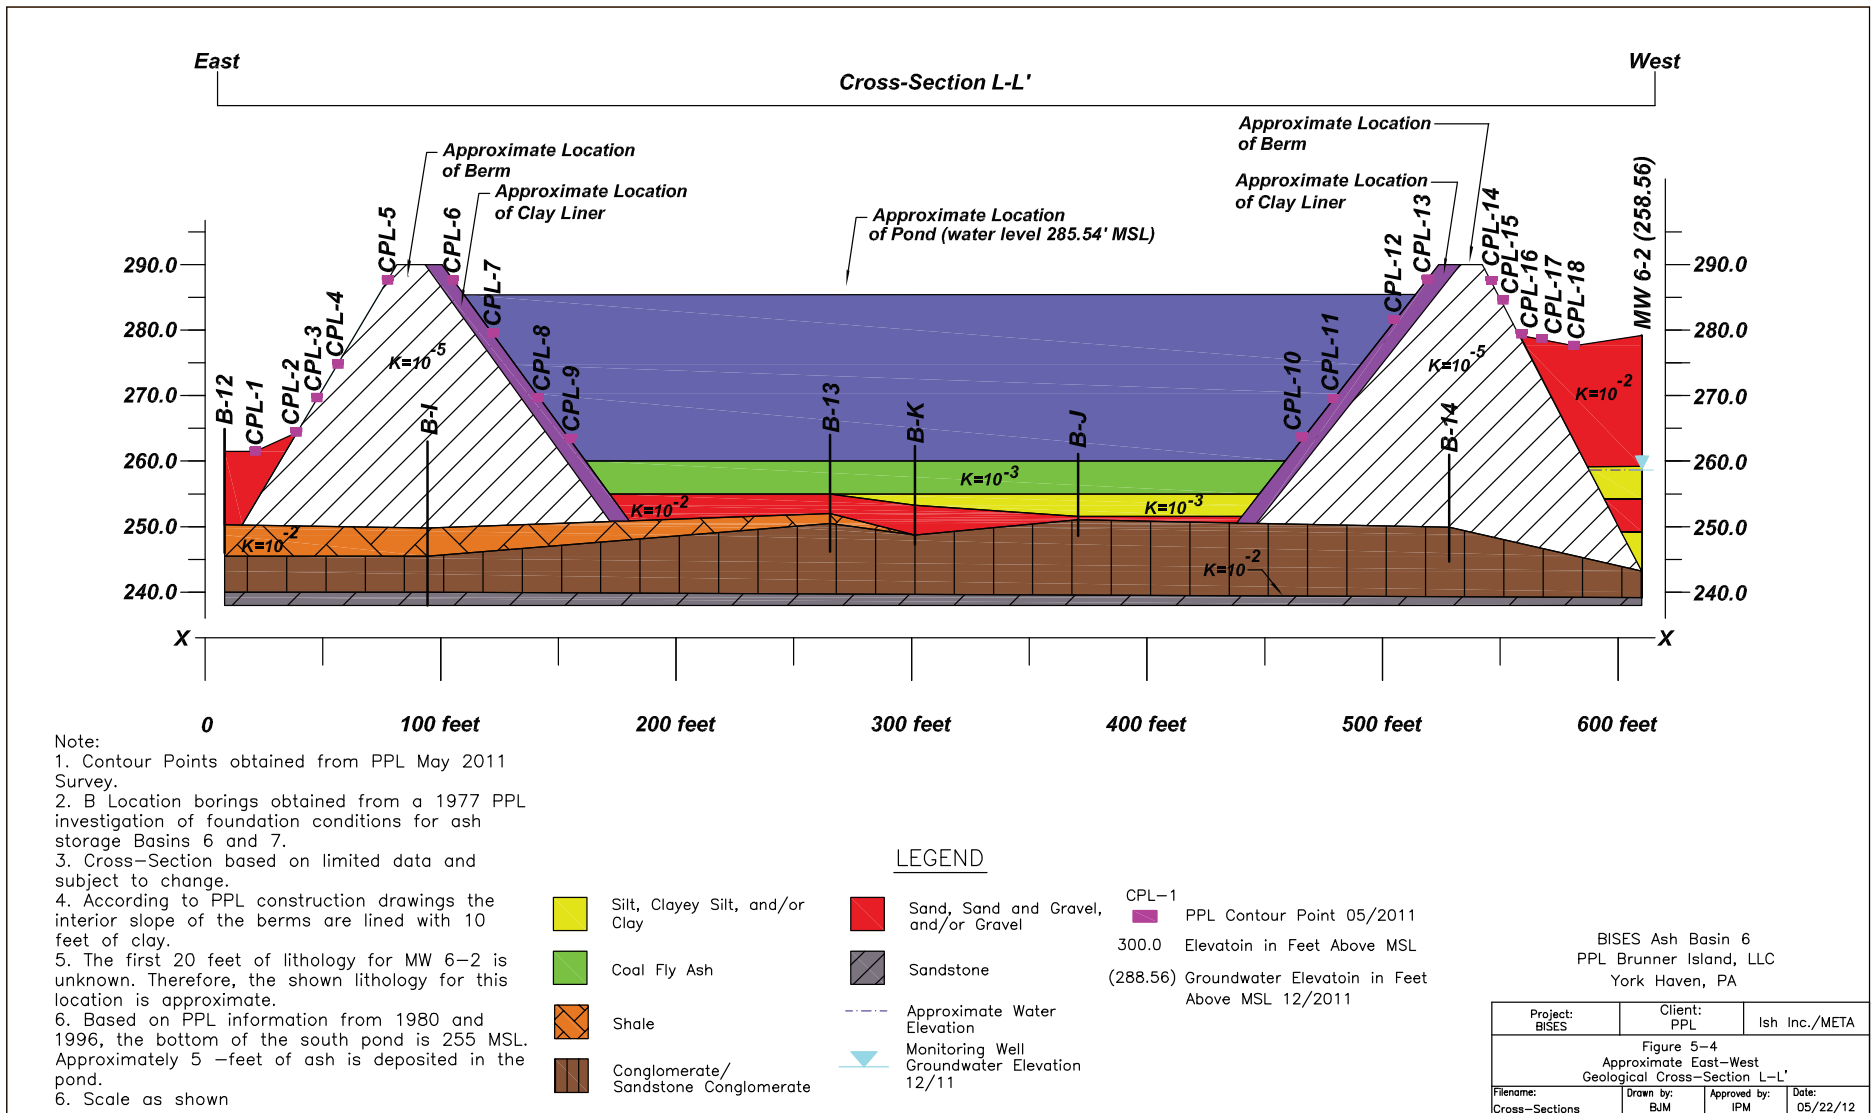 East
West
Cross-Section L-L'
Approximate Location
of Berm
Approximate Location
of Clay Liner
Approximate Location
of Pond (water level 285.54' MSL)
Approximate Location
of Berm
Approximate Location
of Clay Liner
B-12
CPL-1
CPL-2
CPL-3
CPL-4
CPL-5
CPL-6
CPL-7
CPL-8
CPL-9
B-I
B-13
B-K
B-J
CPL-10
CPL-11
CPL-12
CPL-13
B-14
CPL-14
CPL-15
CPL-16
CPL-17
CPL-18
MW 6-2 (258.56)
290.0
280.0
270.0
260.0
250.0
240.0
290.0
280.0
270.0
260.0
250.0
240.0
K=10-5
K=10-5
K=10-2
K=10-3
K=10-2
K=10-3
K=10-2
K=10-2
X
X
0
100 feet
200 feet
300 feet
400 feet
500 feet
600 feet
Note:
1. Contour Points obtained from PPL May 2011
Survey.
2. B Location borings obtained from a 1977 PPL
investigation of foundation conditions for ash
storage Basins 6 and 7.
3. Cross-Section based on limited data and
subject to change.
4. According to PPL construction drawings the
interior slope of the berms are lined with 10
feet of clay.
5. The first 20 feet of lithology for MW 6-2 is
unknown. Therefore, the shown lithology for this
location is approximate.
6. Based on PPL information from 1980 and
1996, the bottom of the south pond is 255 MSL.
Approximately 5 -feet of ash is deposited in the
pond.
6. Scale as shown
LEGEND
Silt, Clayey Silt, and/or
Clay
Coal Fly Ash
Shale
Conglomerate/
Sandstone Conglomerate
Sand, Sand and Gravel,
and/or Gravel
Sandstone
Approximate Water
Elevation
Monitoring Well
Groundwater Elevation
12/11
CPL-1
PPL Contour Point 05/2011
300.0 Elevatoin in Feet Above MSL
(288.56) Groundwater Elevatoin in Feet
Above MSL 12/2011
BISES Ash Basin 6
PPL Brunner Island, LLC
York Haven, PA
Project:
BISES
Client:
PPL
Ish Inc./META
Figure 5-4
Approximate East-West
Geological Cross-Section L-L'
Filename:
Cross-Sections
Drawn by:
BJM
Approved by:
IPM
Date:
05/22/12